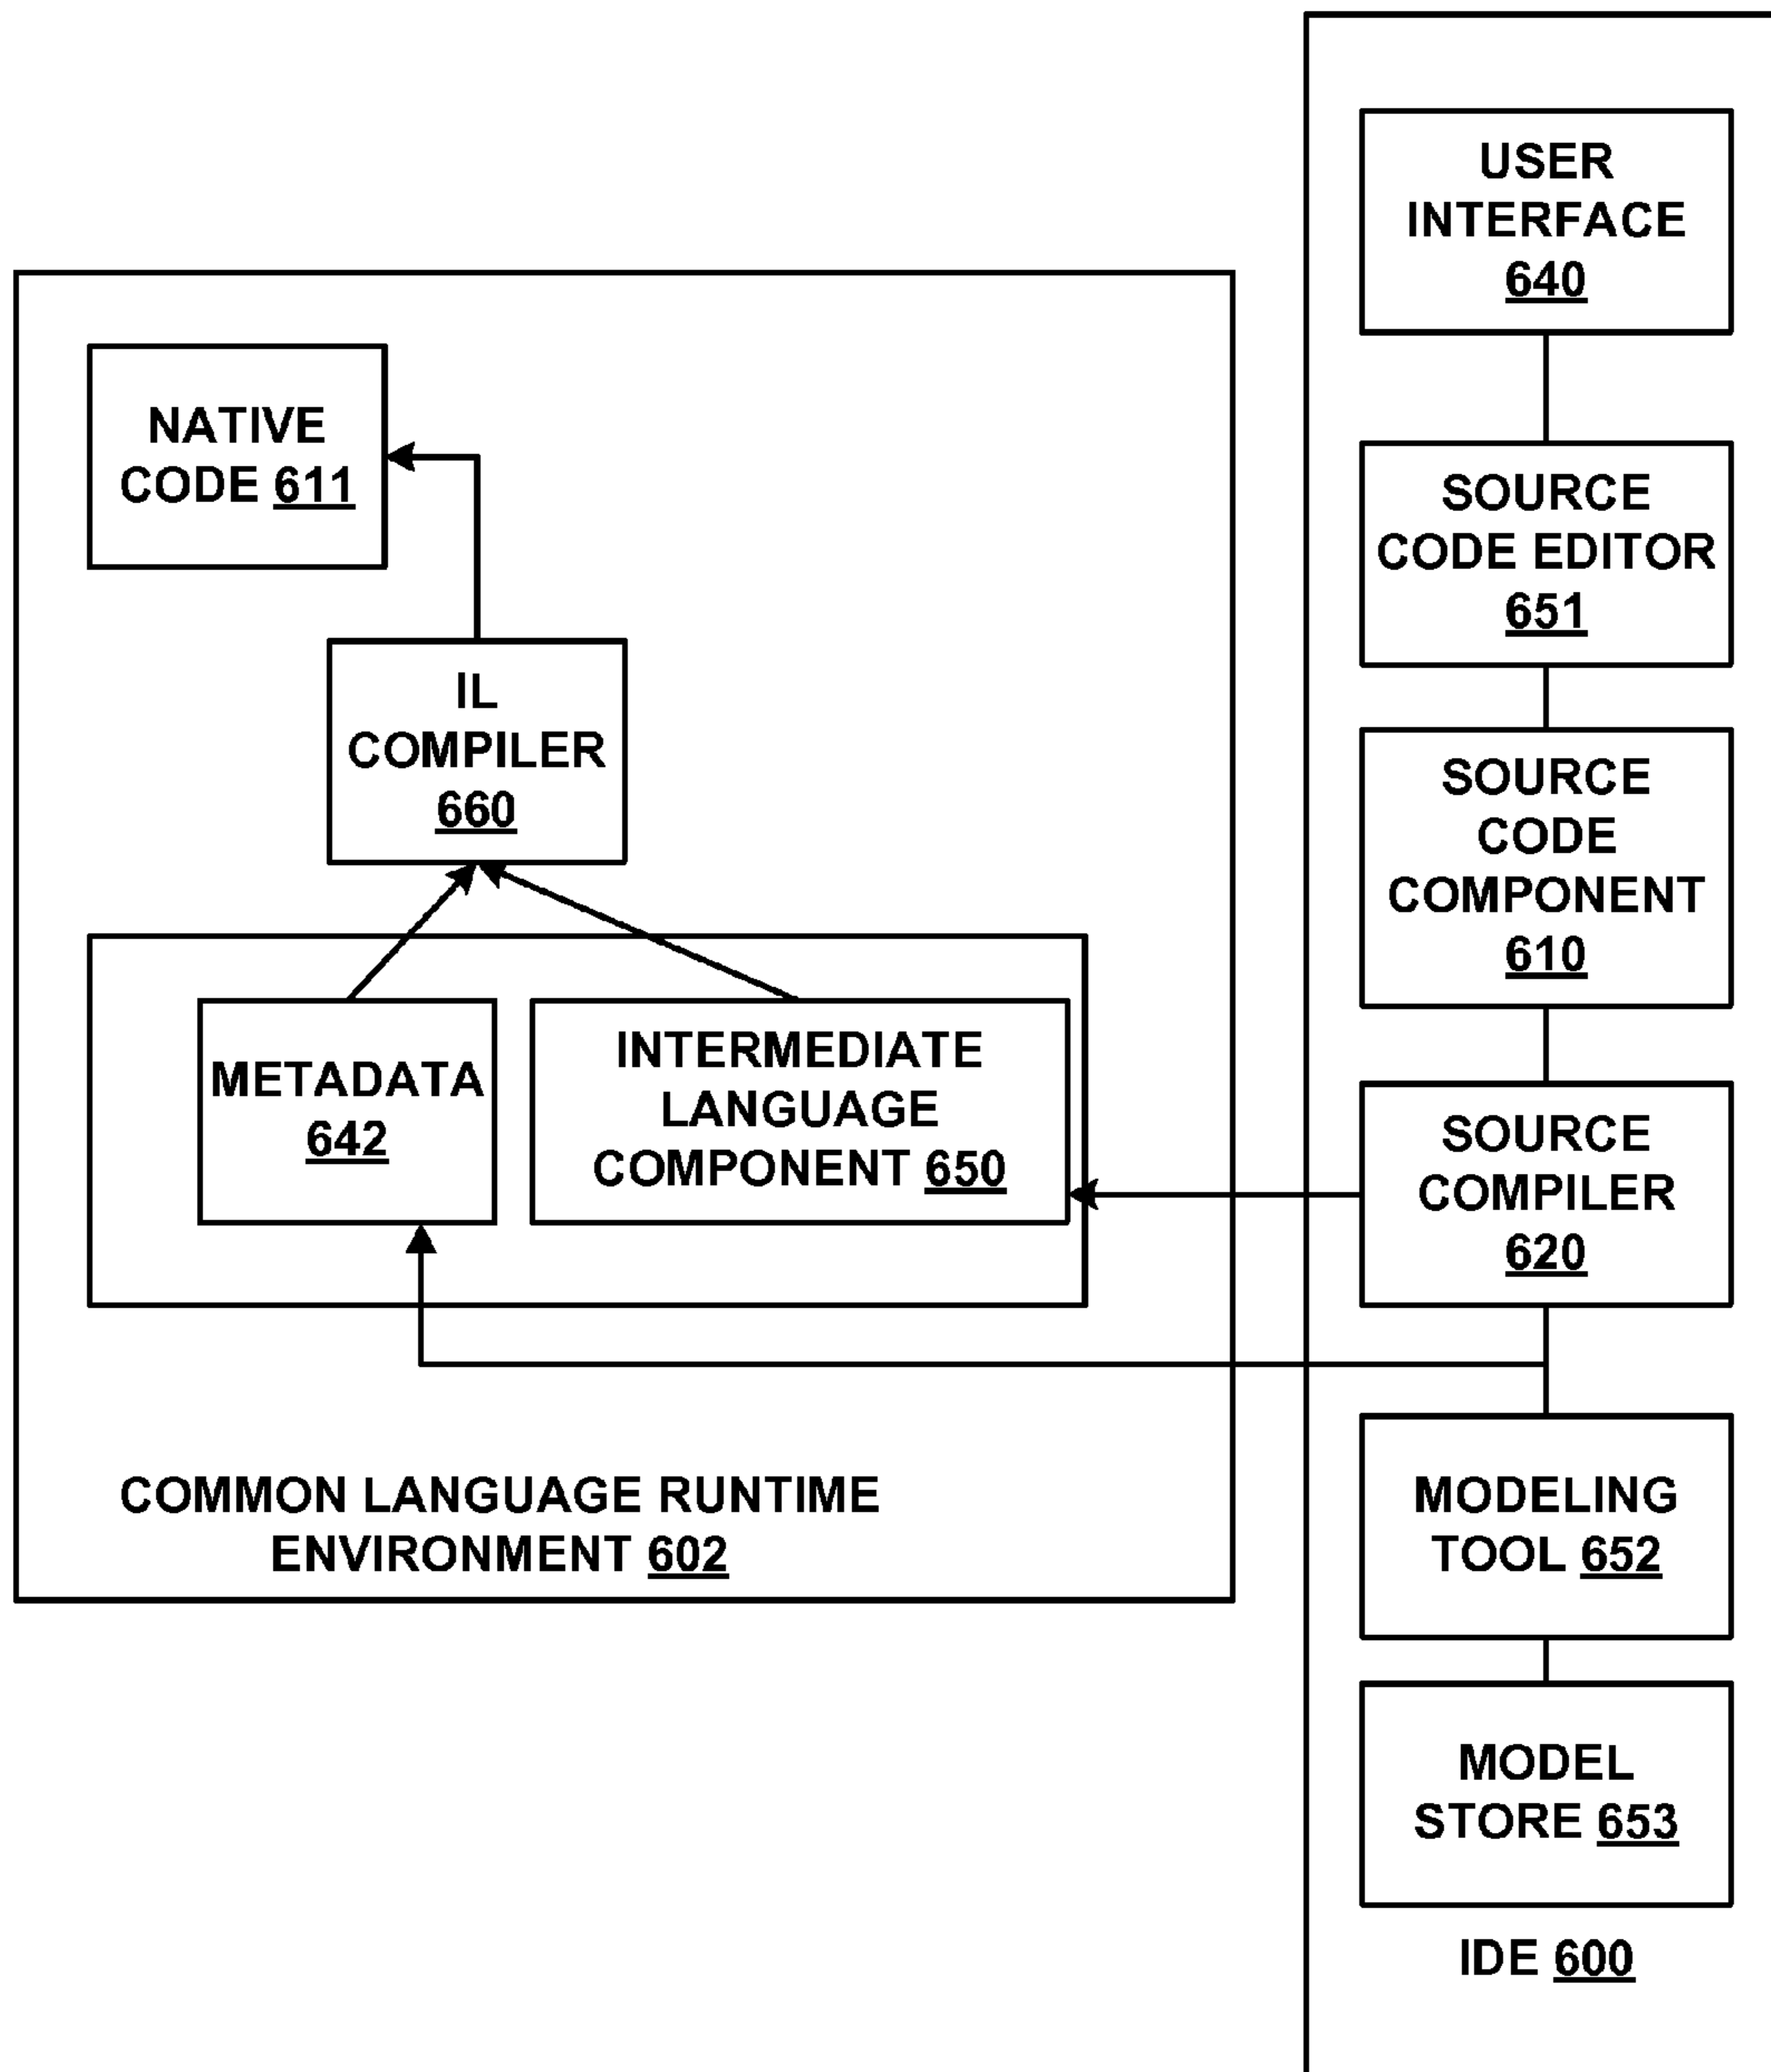 USER
INTERFACE
640
NATIVE
CODE 611
SOURCE
CODE EDITOR
651
IL
COMPILER
660
SOURCE
CODE
COMPONENT
610
METADATA
642
INTERMEDIATE
LANGUAGE
COMPONENT 650
SOURCE
COMPILER
620
COMMON LANGUAGE RUNTIME
ENVIRONMENT 602
MODELING
TOOL 652
MODEL
STORE 653
IDE 600